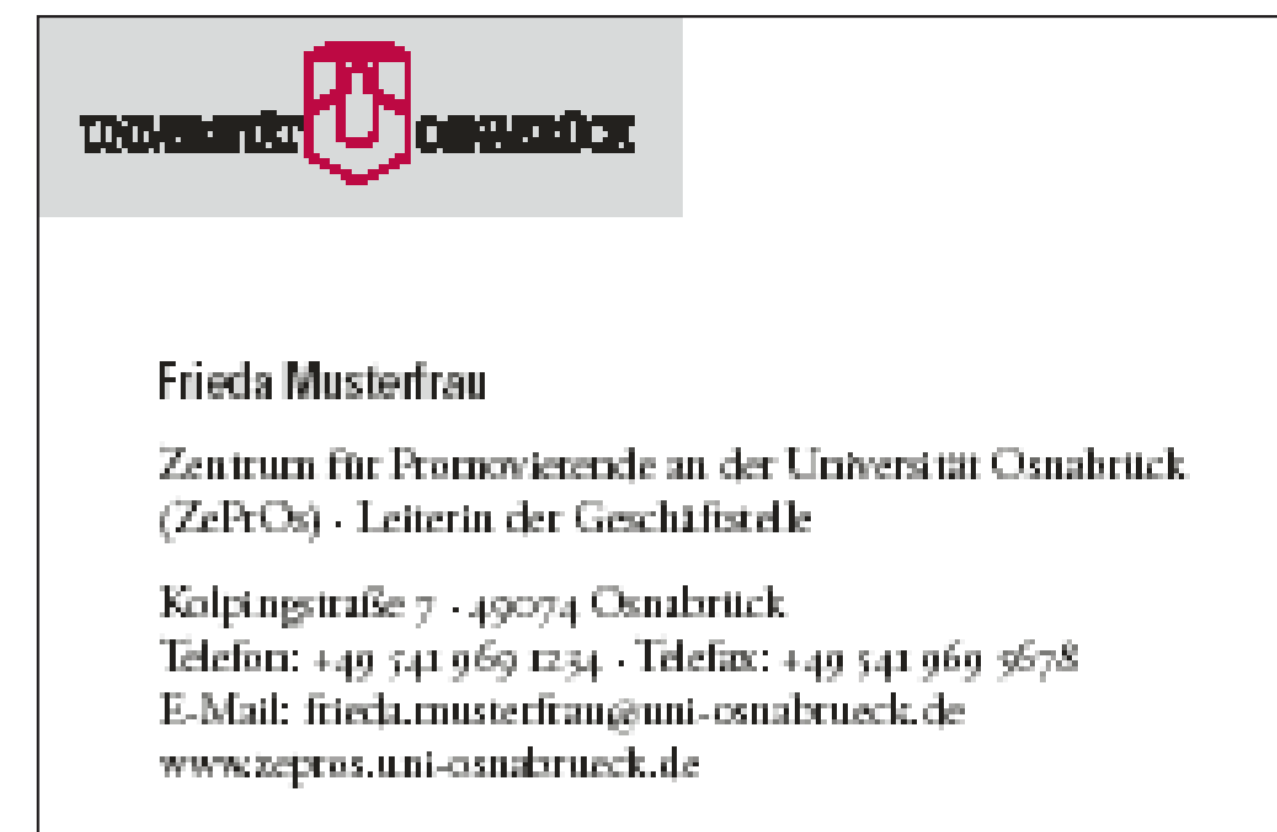 UNIVERSITÄT OSNABRÜCK
Frieda Musterfrau
Zentrum für Promovierende an der Universität Osnabrück
(ZePrOs) · Leiterin der Geschäftsstelle
Kolpingstraße 7 · 49074 Osnabrück
Telefon: +49 541 969 1234 · Telefax: +49 541 969 5678
E-Mail: frieda.musterfrau@uni-osnabrueck.de
www.zepros.uni-osnabrueck.de